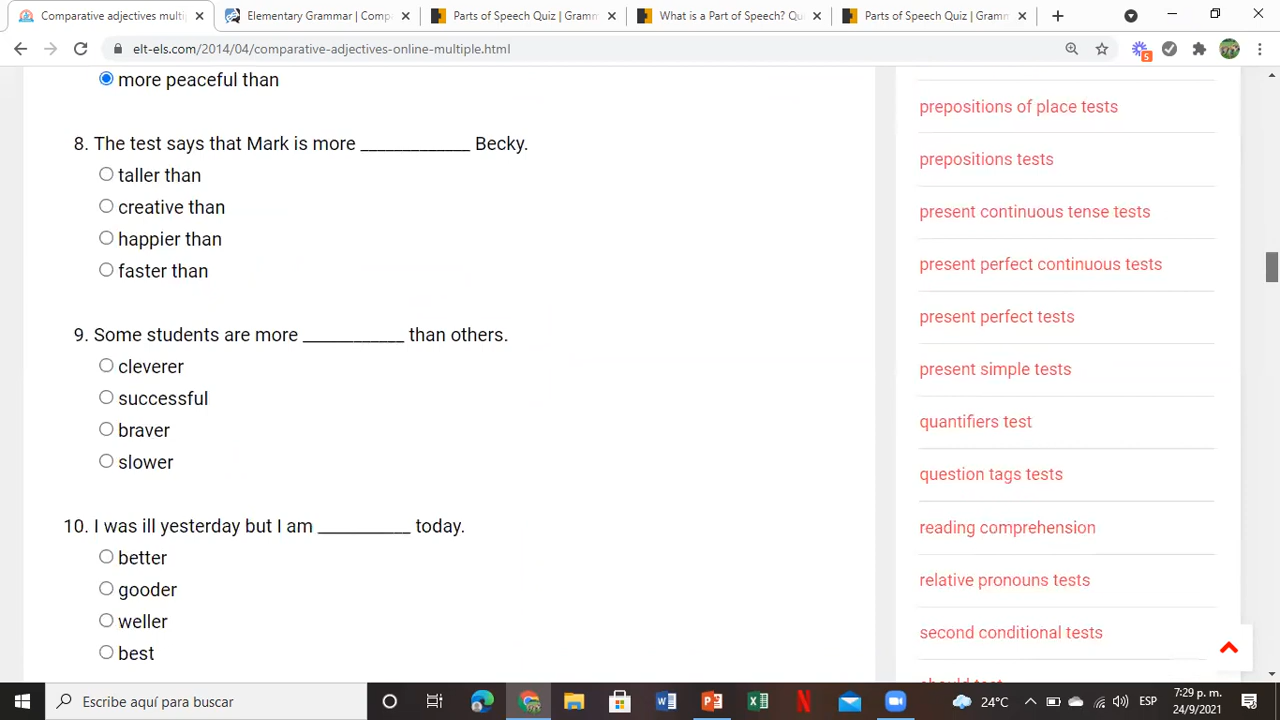 Comparative adjectives multi
Elementary Grammar | Comp
Parts of Speech Quiz | Gramm
What is a Part of Speech? Qu
Parts of Speech Quiz | Gramm
elt-els.com/2014/04/comparative-adjectives-online-multiple.html
5
more peaceful than
8. The test says that Mark is more _____________ Becky.
taller than
creative than
happier than
faster than
9. Some students are more ____________ than others.
cleverer
successful
braver
slower
10. I was ill yesterday but I am ___________ today.
better
gooder
weller
best
prepositions of place tests
prepositions tests
present continuous tense tests
present perfect continuous tests
present perfect tests
present simple tests
quantifiers test
question tags tests
reading comprehension
relative pronouns tests
second conditional tests
should test
Escribe aquí para buscar
24°C
ESP
7:29 p. m.
24/9/2021